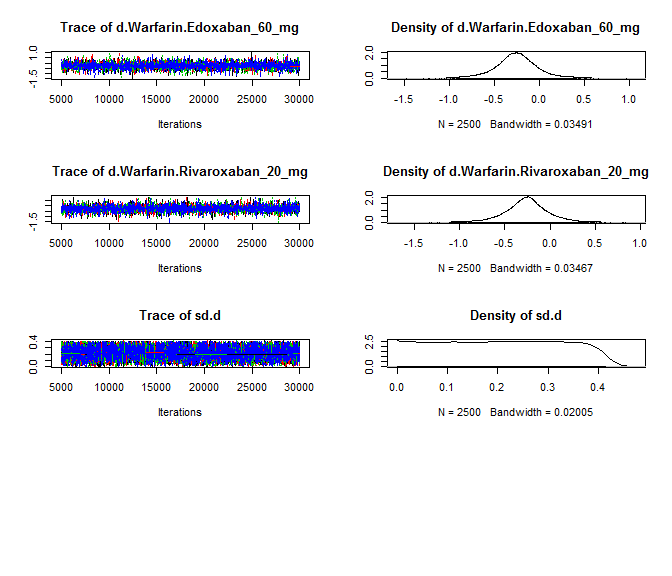 Trace of d.Warfarin.Edoxaban_60_mg
-1.5 1.0
5000 10000 15000 20000 25000 30000
Iterations
Density of d.Warfarin.Edoxaban_60_mg
0.0 2.0
-1.5 -1.0 -0.5 0.0 0.5 1.0
N = 2500 Bandwidth = 0.03491
Trace of d.Warfarin.Rivaroxaban_20_mg
-1.5
5000 10000 15000 20000 25000 30000
Iterations
Density of d.Warfarin.Rivaroxaban_20_mg
0.0 2.0
-1.5 -1.0 -0.5 0.0 0.5 1.0
N = 2500 Bandwidth = 0.03467
Trace of sd.d
0.0 0.4
5000 10000 15000 20000 25000 30000
Iterations
Density of sd.d
0.0 2.5
0.0 0.1 0.2 0.3 0.4
N = 2500 Bandwidth = 0.02005